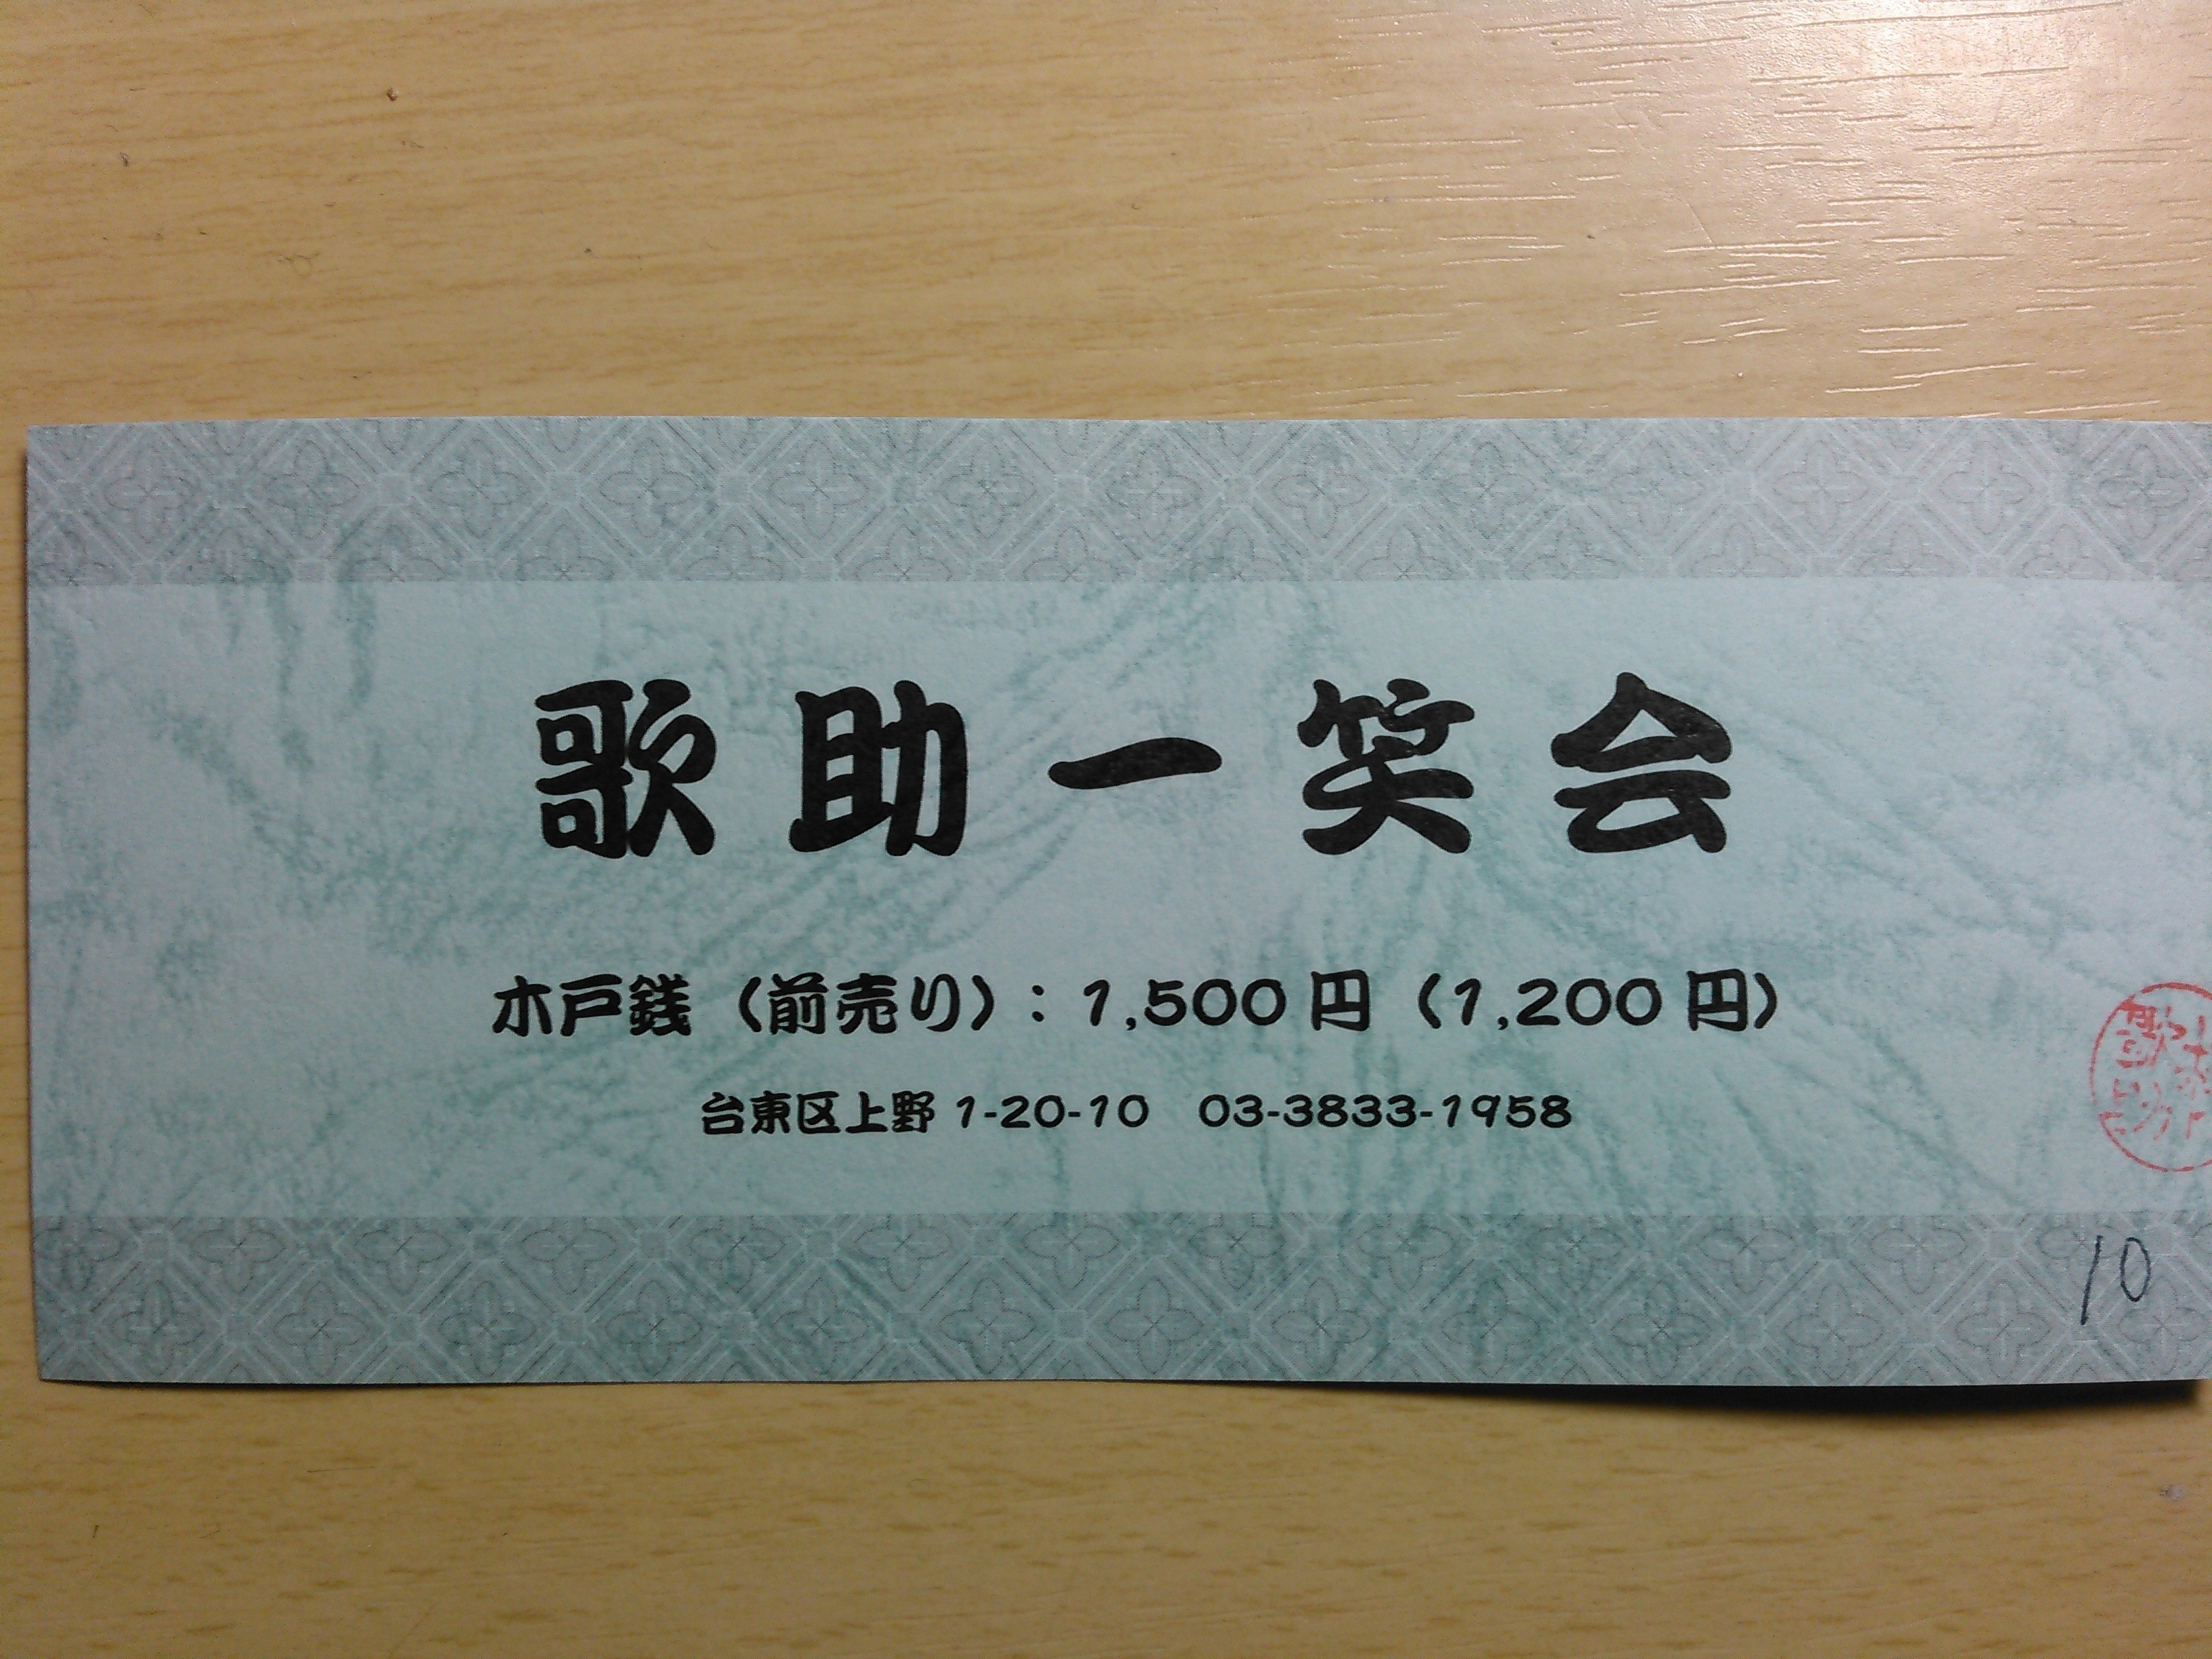 歌助一笑会
木戸銭（前売り）：1,500円（1,200円）
台東区上野1-20-10　03-3833-1958
10